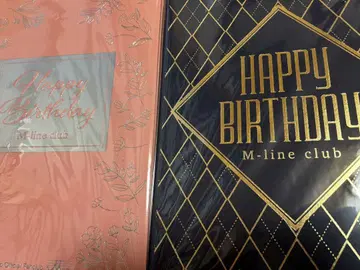 Happy
Birthday
M-line club
HAPPY
BIRTHDAY
M-line club